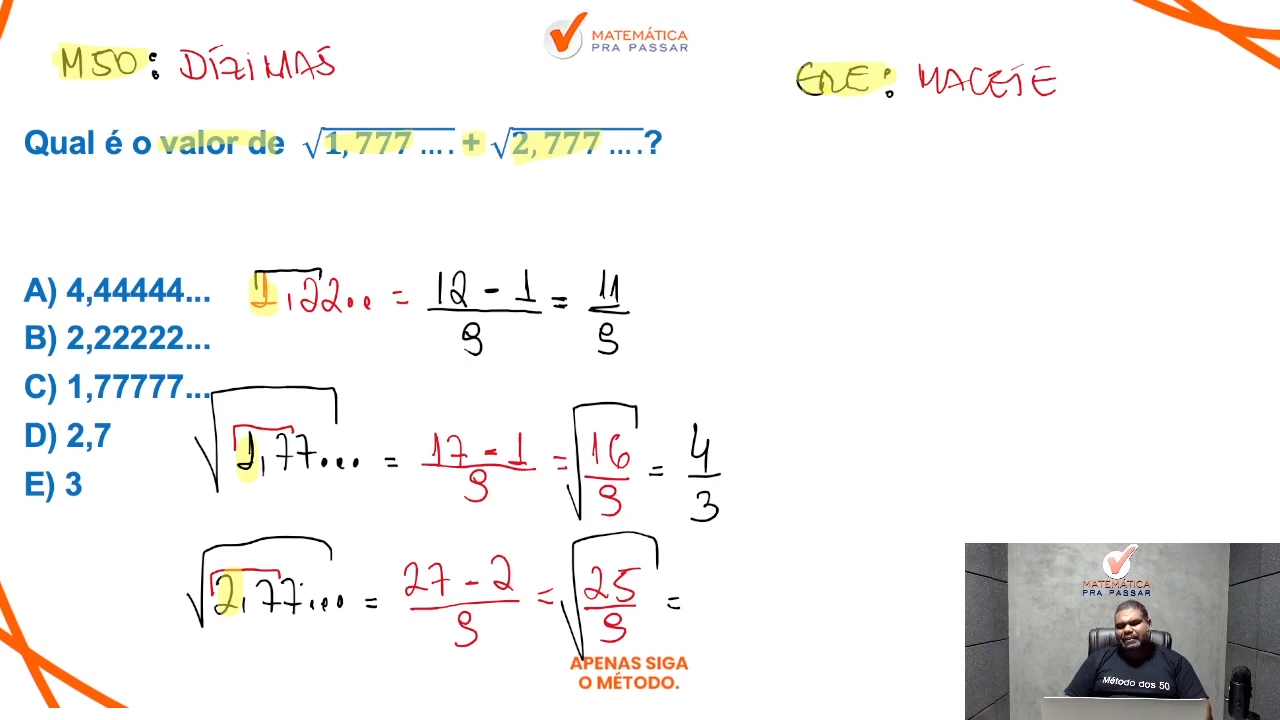 MATEMÁTICA
PRA PASSAR
M50: DÍZIMAS
ENE: MACETE
Qual é o valor de √1,777 .... + √2,777 ....?
A) 4,44444...
1,22.. = 12 - 1 / 9 = 11 / 9
B) 2,22222...
C) 1,77777...
D) 2,7
√1,77... = 17 - 1 / 9 = √16 / 9 = 4 / 3
E) 3
√2,77... = 27 - 2 / 9 = √25 / 9 =
APENAS SIGA
O MÉTODO.
MATEMÁTICA
PRA PASSAR
Método dos 50